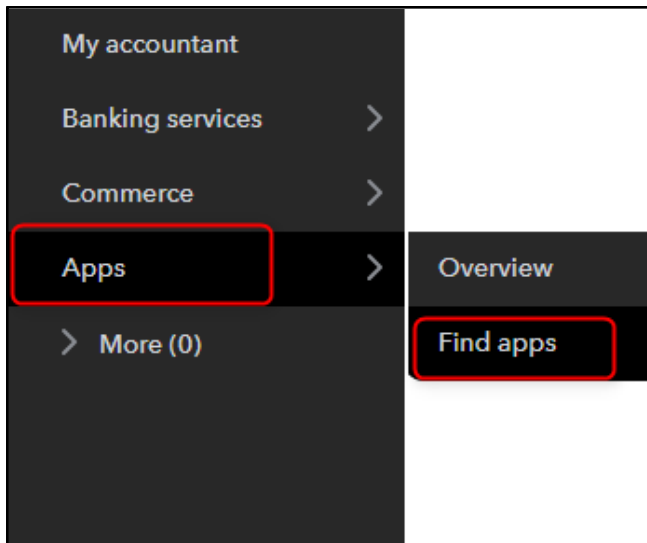 My accountant
Banking services
Commerce
Apps
Overview
More (0)
Find apps